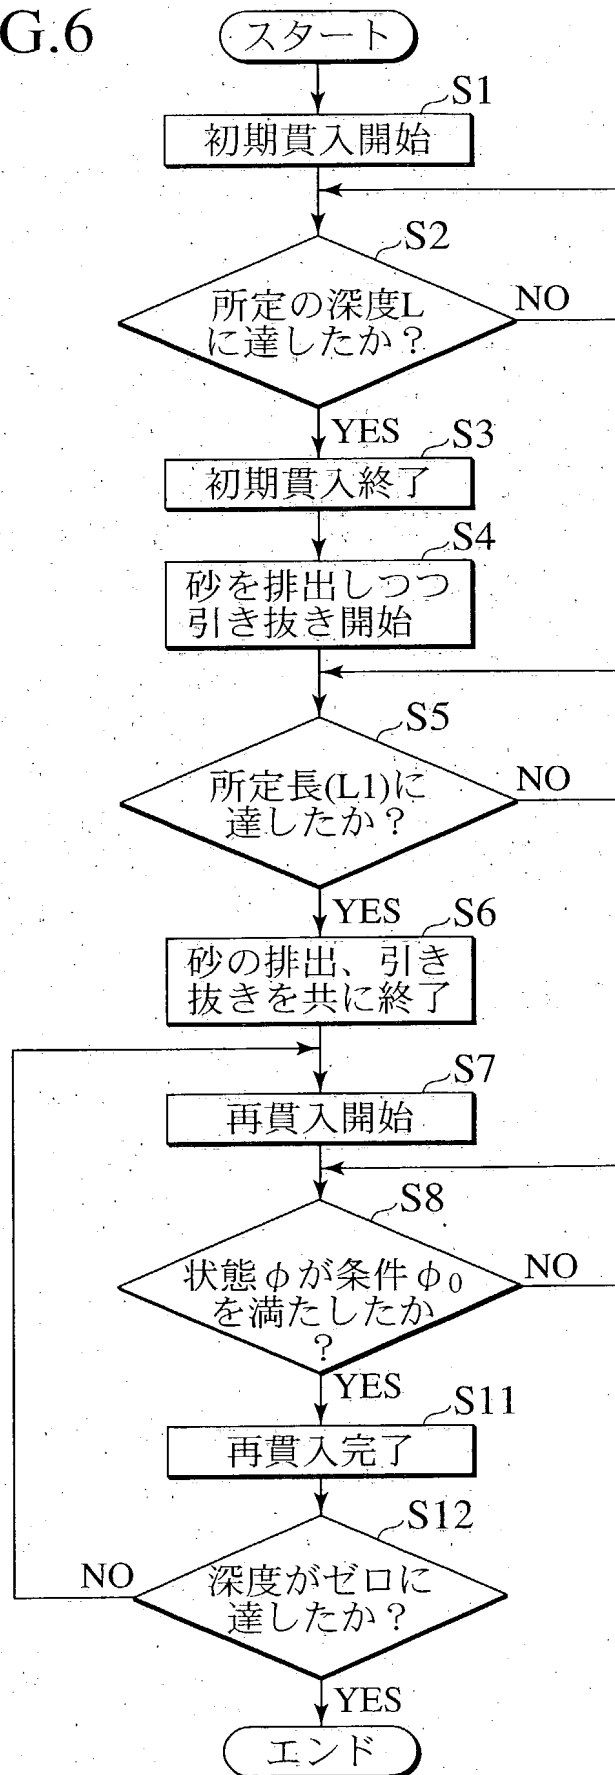 G.6
スタート
S1
初期貫入開始
S2
所定の深度L
に達したか？
NO
YES
S3
初期貫入終了
S4
砂を排出しつつ
引き抜き開始
S5
所定長(L1)に
達したか？
NO
YES
S6
砂の排出、引き
抜きを共に終了
S7
再貫入開始
S8
状態φが条件φ0
を満たしたか
？
NO
YES
S11
再貫入完了
S12
深度がゼロに
達したか？
NO
YES
エンド